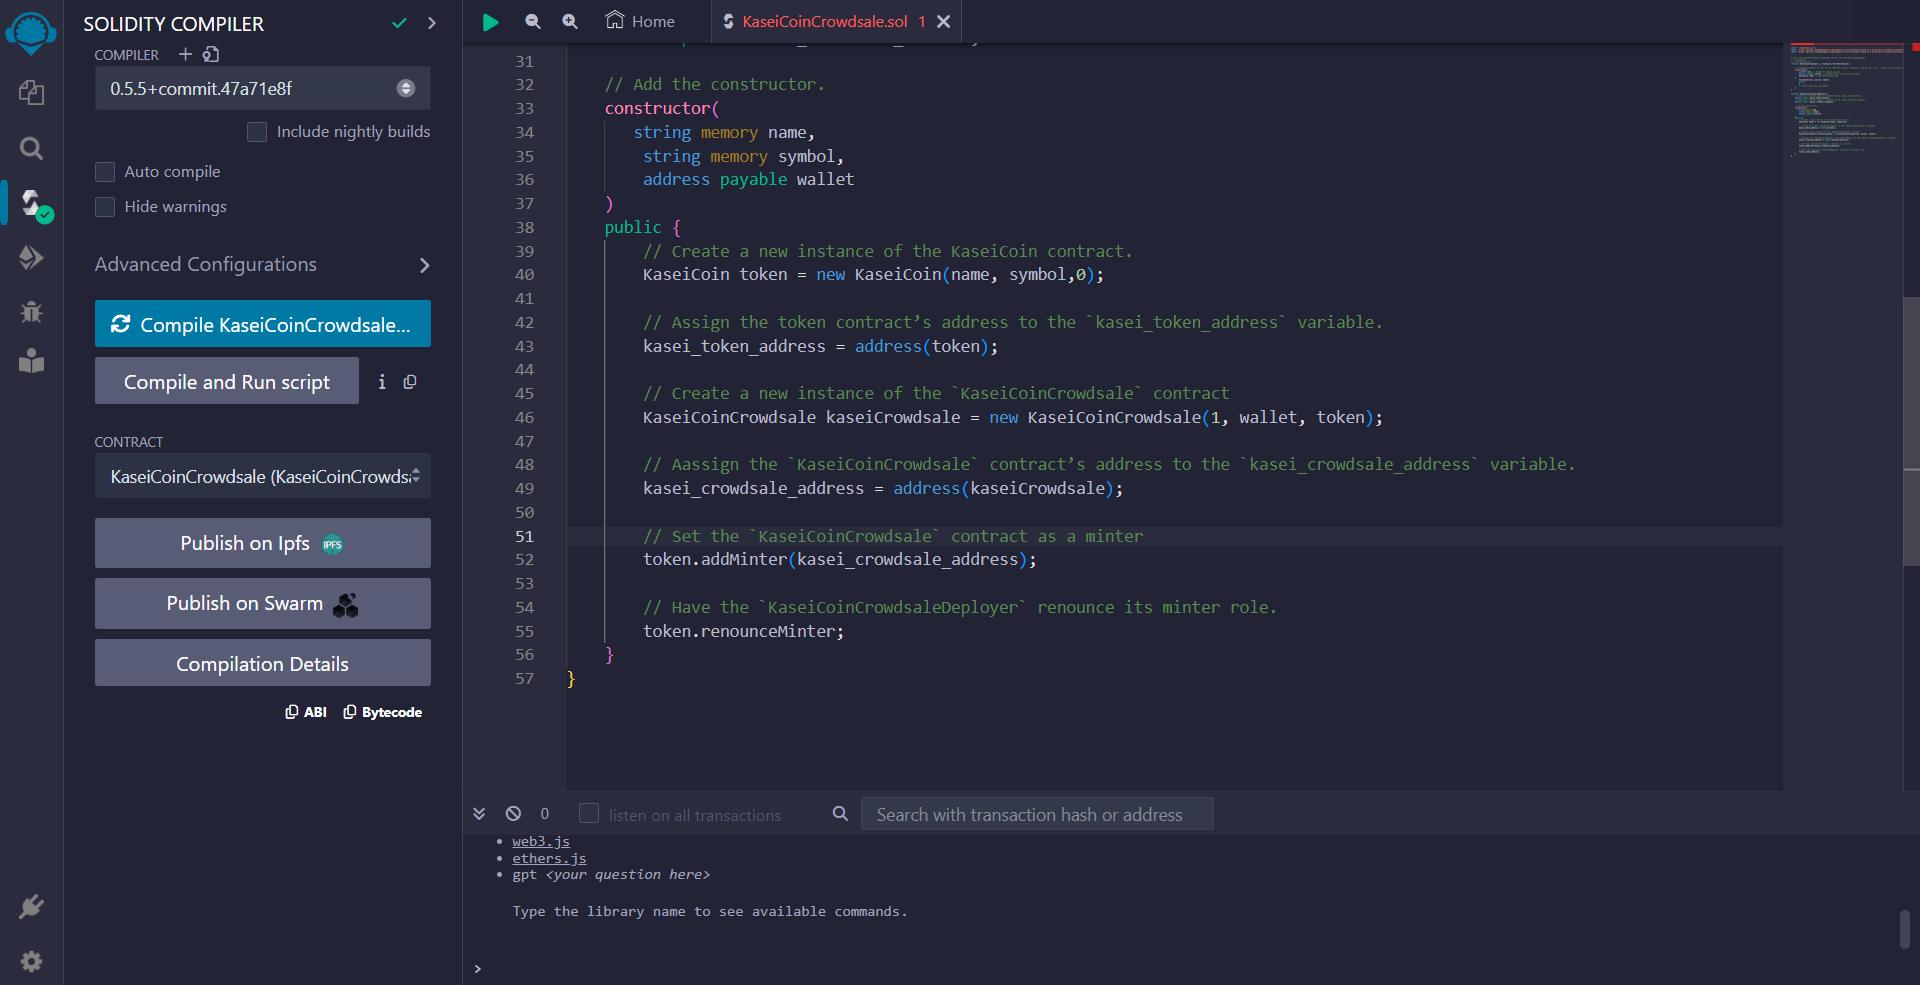 SOLIDITY COMPILER
COMPILER
0.5.5+commit.47a71e8f
Include nightly builds
Auto compile
Hide warnings
Advanced Configurations
Compile KaseiCoinCrowdsale...
Compile and Run script
i
CONTRACT
KaseiCoinCrowdsale (KaseiCoinCrowdsa
Publish on Ipfs
IPFS
Publish on Swarm
Compilation Details
ABI
Bytecode
Home
KaseiCoinCrowdsale.sol 1
31
32 // Add the constructor.
33 constructor(
34 string memory name,
35 string memory symbol,
36 address payable wallet
37 )
38 public {
39 // Create a new instance of the KaseiCoin contract.
40 KaseiCoin token = new KaseiCoin(name, symbol,0);
41
42 // Assign the token contract’s address to the `kasei_token_address` variable.
43 kasei_token_address = address(token);
44
45 // Create a new instance of the `KaseiCoinCrowdsale` contract
46 KaseiCoinCrowdsale kaseiCrowdsale = new KaseiCoinCrowdsale(1, wallet, token);
47
48 // Aassign the `KaseiCoinCrowdsale` contract’s address to the `kasei_crowdsale_address` variable.
49 kasei_crowdsale_address = address(kaseiCrowdsale);
50
51 // Set the `KaseiCoinCrowdsale` contract as a minter
52 token.addMinter(kasei_crowdsale_address);
53
54 // Have the `KaseiCoinCrowdsaleDeployer` renounce its minter role.
55 token.renounceMinter;
56 }
57 }
0
listen on all transactions
Search with transaction hash or address
• web3.js
• ethers.js
• gpt <your question here>
Type the library name to see available commands.
>